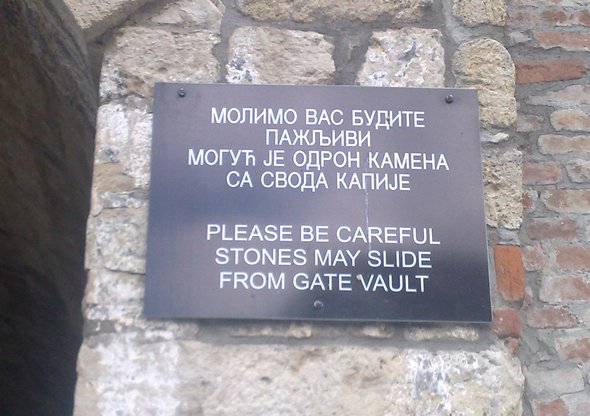 МОЛИМО ВАС БУДИТЕ
ПАЖЉИВИ
МОГУЋ ЈЕ ОДРОН КАМЕНА
СА СВОДА КАПИЈЕ
PLEASE BE CAREFUL
STONES MAY SLIDE
FROM GATE VAULT